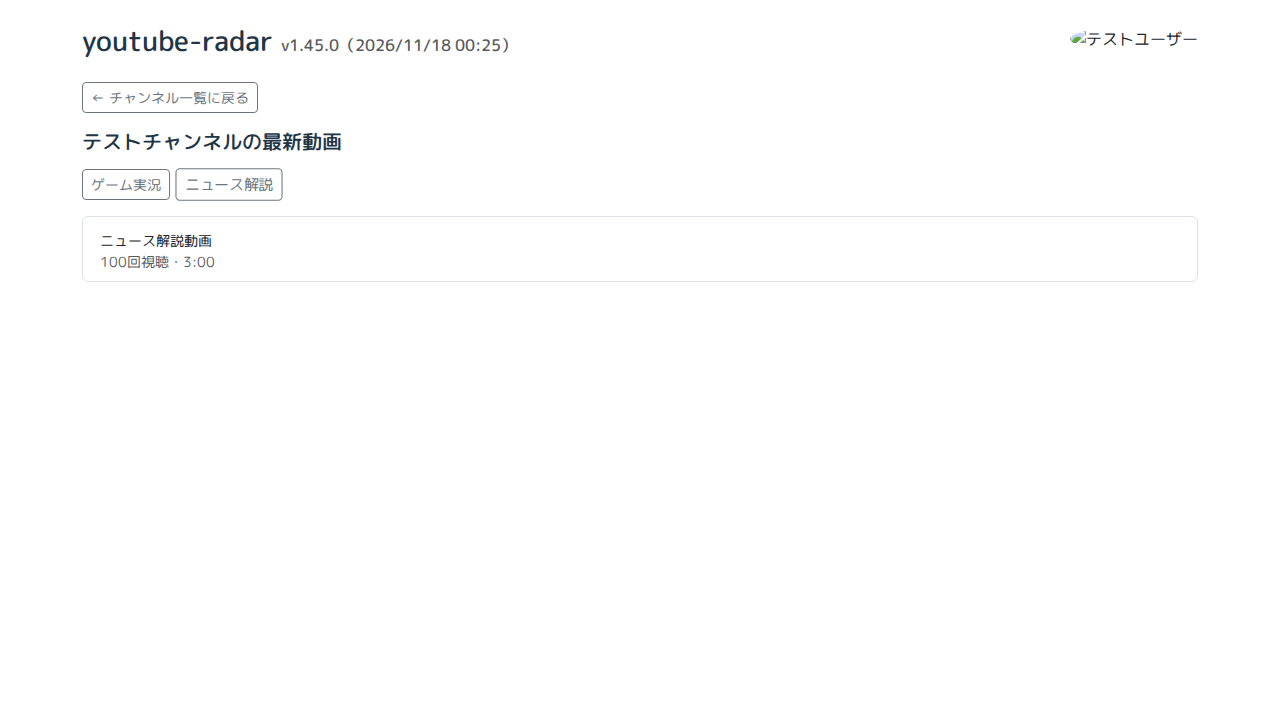 youtube-radar v1.45.0（2026/11/18 00:25）
テストユーザー
← チャンネル一覧に戻る
テストチャンネルの最新動画
ゲーム実況 ニュース解説
ニュース解説動画
100回視聴・3:00